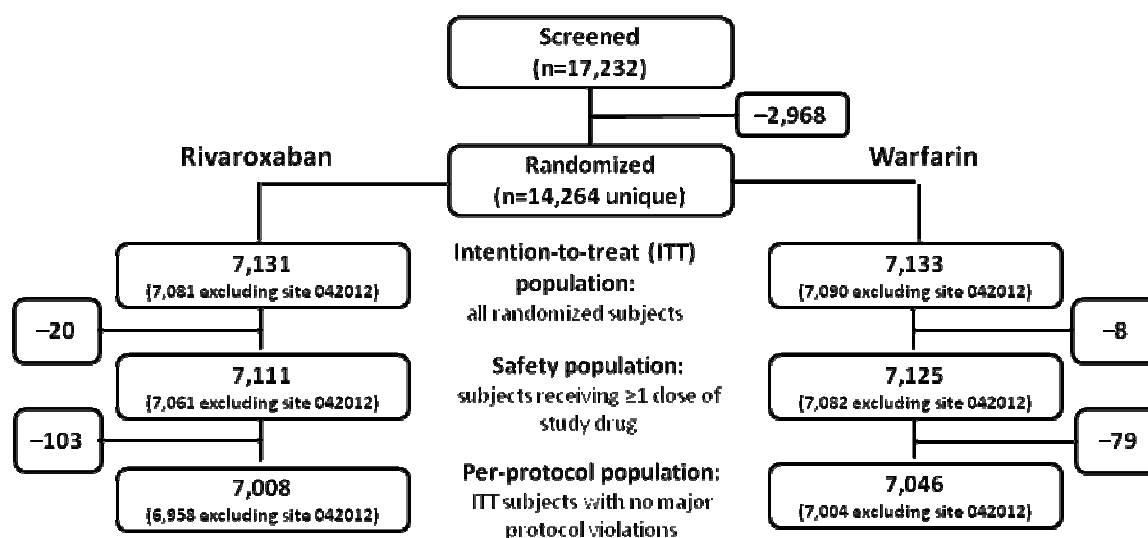 Screened
(n=17,232)
−2,968
Rivaroxaban
Randomized
(n=14,264 unique)
Warfarin
7,131
(7,081 excluding site 042012)
Intention-to-treat (ITT)
population:
all randomized subjects
7,133
(7,090 excluding site 042012)
−20
−8
7,111
(7,061 excluding site 042012)
Safety population:
subjects receiving ≥1 dose of
study drug
7,125
(7,082 excluding site 042012)
−103
−79
7,008
(6,958 excluding site 042012)
Per-protocol population:
ITT subjects with no major
protocol violations
7,046
(7,004 excluding site 042012)